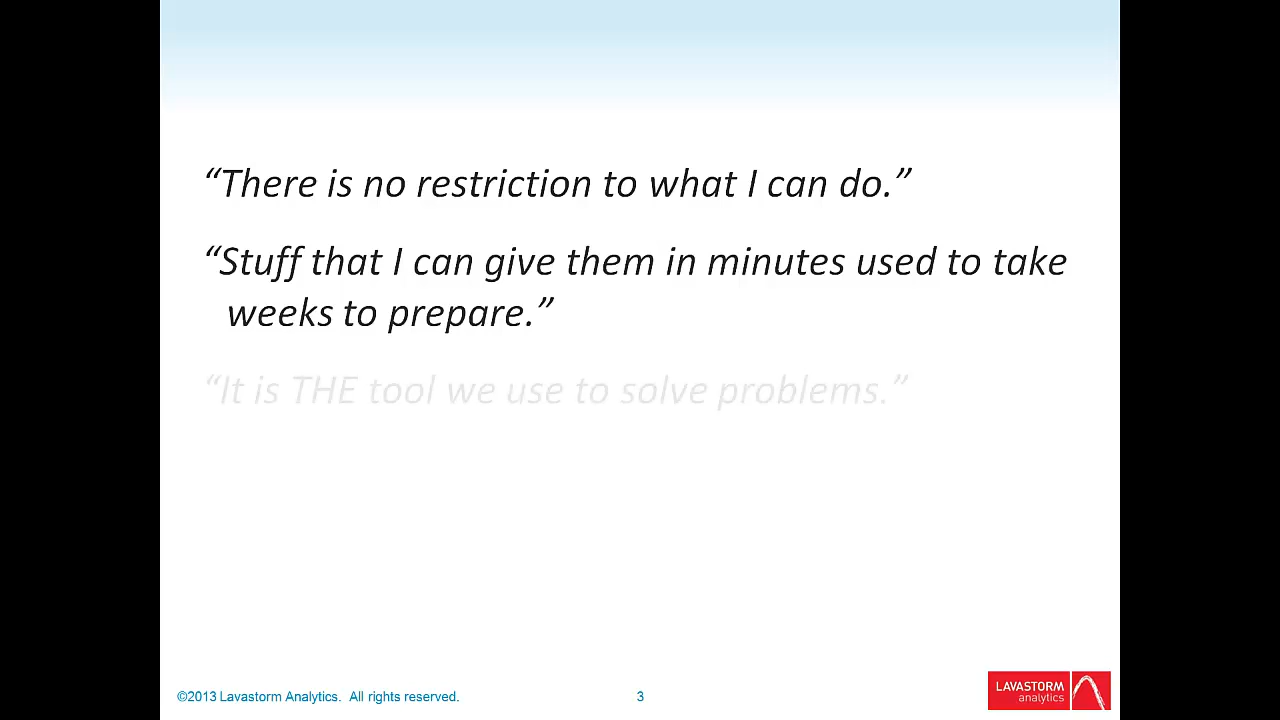 “There is no restriction to what I can do.”
“Stuff that I can give them in minutes used to take
weeks to prepare.”
“It is THE tool we use to solve problems.”
©2013 Lavastorm Analytics. All rights reserved.
3
LAVASTORM
analytics